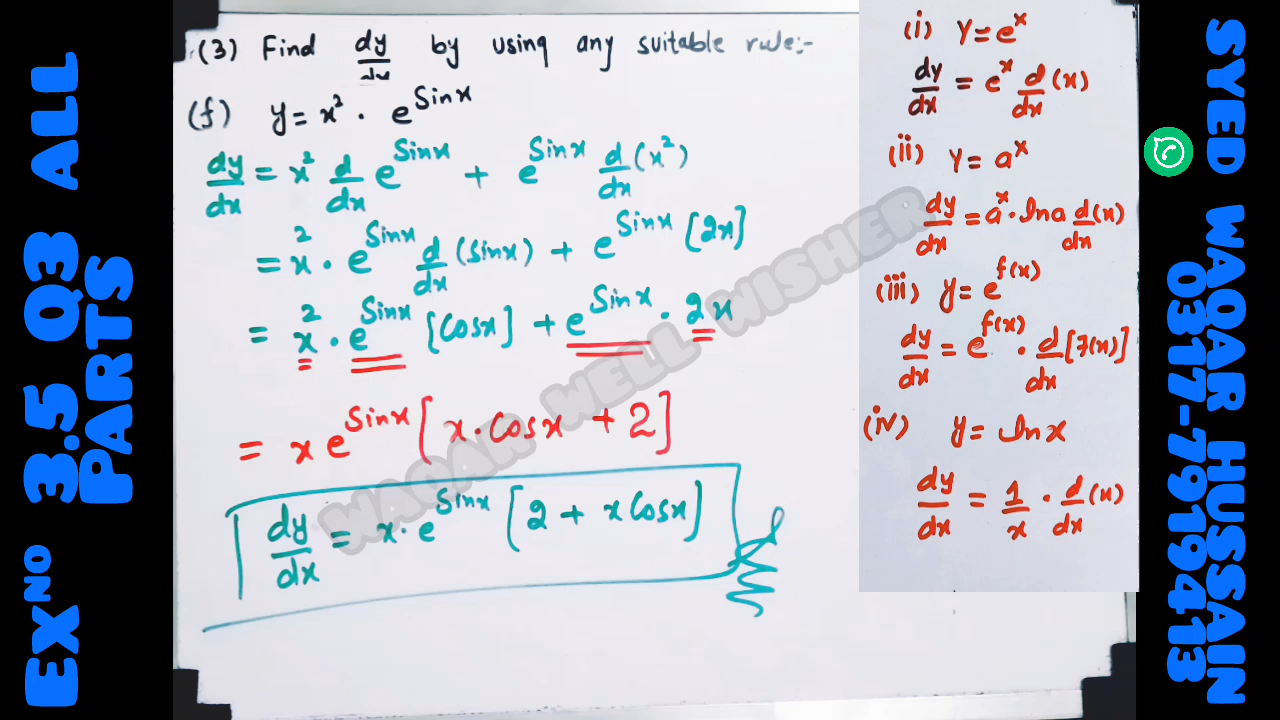 Exᴺᴼ 3.5 Q3 ALL
PARTS
(3) Find dy/dx by using any suitable rule:-
(f) y = x² · e^Sinx
dy/dx = x² d/dx e^Sinx + e^Sinx d/dx (x²)
= x² · e^Sinx d/dx (sinx) + e^Sinx [2x]
= x² · e^Sinx [Cosx] + e^Sinx · 2x
= x e^Sinx [x · Cosx + 2]
dy/dx = x · e^Sinx [2 + x Cosx]
WAQAR WELL WISHER
(i) Y = e^x
dy/dx = e^x d/dx (x)
(ii) Y = a^x
dy/dx = a^x · ln a d/dx (x)
(iii) y = e^f(x)
dy/dx = e^f(x) · d/dx [f(x)]
(iv) y = ln x
dy/dx = 1/x · d/dx (x)
SYED WAQAR HUSSAIN
0317-7919413